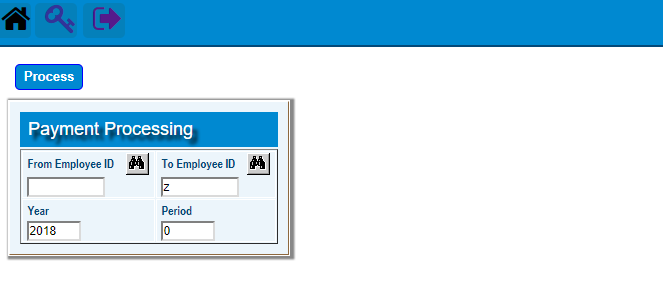 Process
Payment Processing
From Employee ID To Employee ID
z
Year Period
2018 0